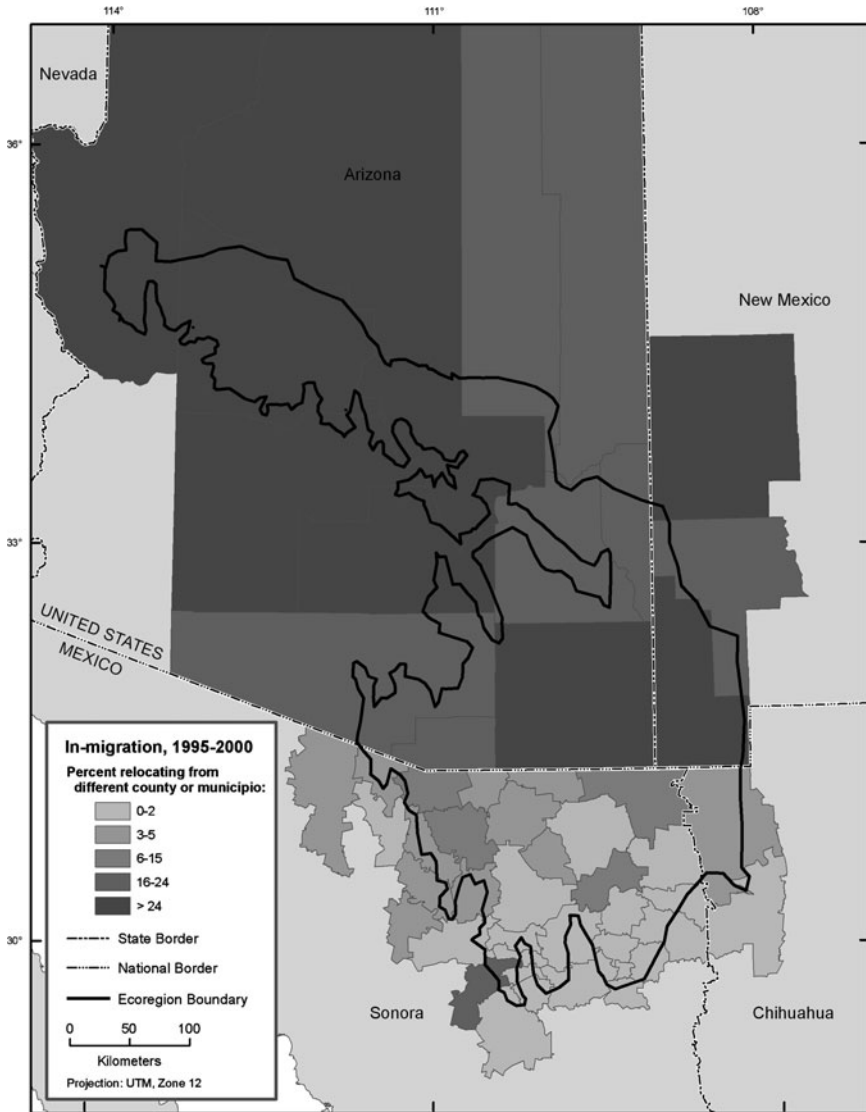 114°
111°
108°
Nevada
36°
Arizona
New Mexico
33°
UNITED STATES
MEXICO
In-migration, 1995-2000
Percent relocating from
different county or municipio:
0-2
3-5
6-15
16-24
> 24
State Border
National Border
Ecoregion Boundary
0 50 100
Kilometers
Projection: UTM, Zone 12
30°
Sonora
Chihuahua